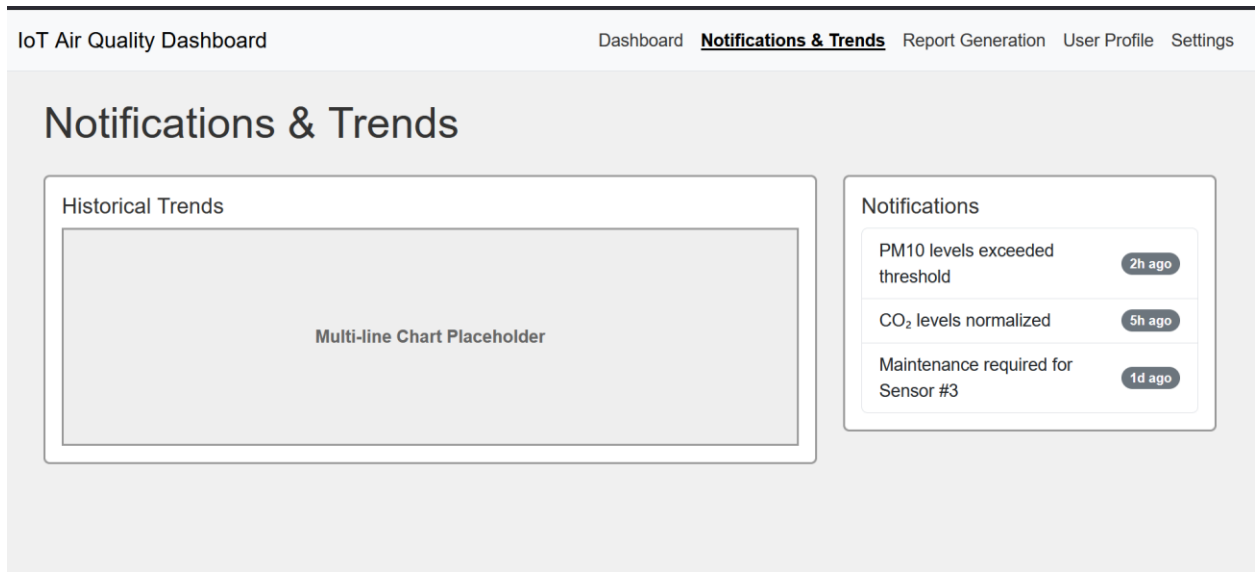 IoT Air Quality Dashboard
Dashboard Notifications & Trends Report Generation User Profile Settings
Notifications & Trends
Historical Trends
Multi-line Chart Placeholder
Notifications
PM10 levels exceeded
threshold
2h ago
CO₂ levels normalized
5h ago
Maintenance required for
Sensor #3
1d ago